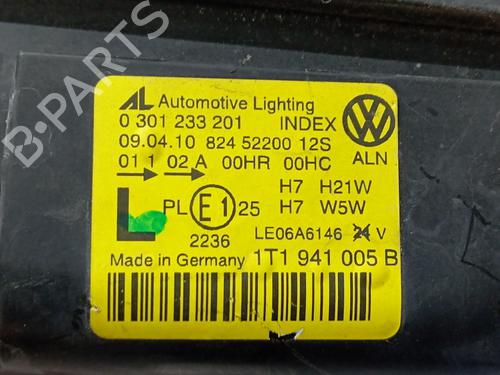 AL Automotive Lighting
0 301 233 201 INDEX
09.04.10 824 52200 12S
ALN
01 1 02 A 00HR 00HC
H7 H21W
L PL E1 25 H7 W5W
2236 LE06A6146 24 V
Made in Germany 1T1 941 005 B